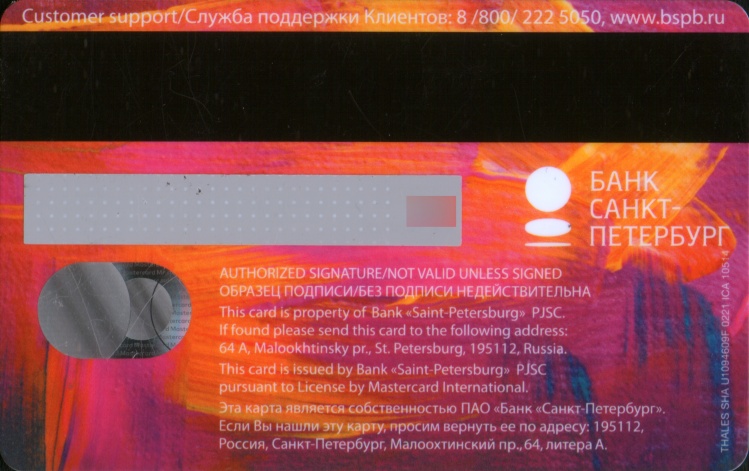 Customer support/Служба поддержки Клиентов: 8 /800/ 222 5050, www.bspb.ru
БАНК
САНКТ-
ПЕТЕРБУРГ
AUTHORIZED SIGNATURE/NOT VALID UNLESS SIGNED
ОБРАЗЕЦ ПОДПИСИ/БЕЗ ПОДПИСИ НЕДЕЙСТВИТЕЛЬНА
This card is property of Bank «Saint-Petersburg» PJSC.
If found please send this card to the following address:
64 A, Malookhtinsky pr., St. Petersburg, 195112, Russia.
This card is issued by Bank «Saint-Petersburg» PJSC
pursuant to License by Mastercard International.
Эта карта является собственностью ПАО «Банк «Санкт-Петербург».
Если Вы нашли эту карту, просим вернуть ее по адресу: 195112,
Россия, Санкт-Петербург, Малоохтинский пр., 64, литера А.
THALES SHA U1094609F 0221 ICA 10514